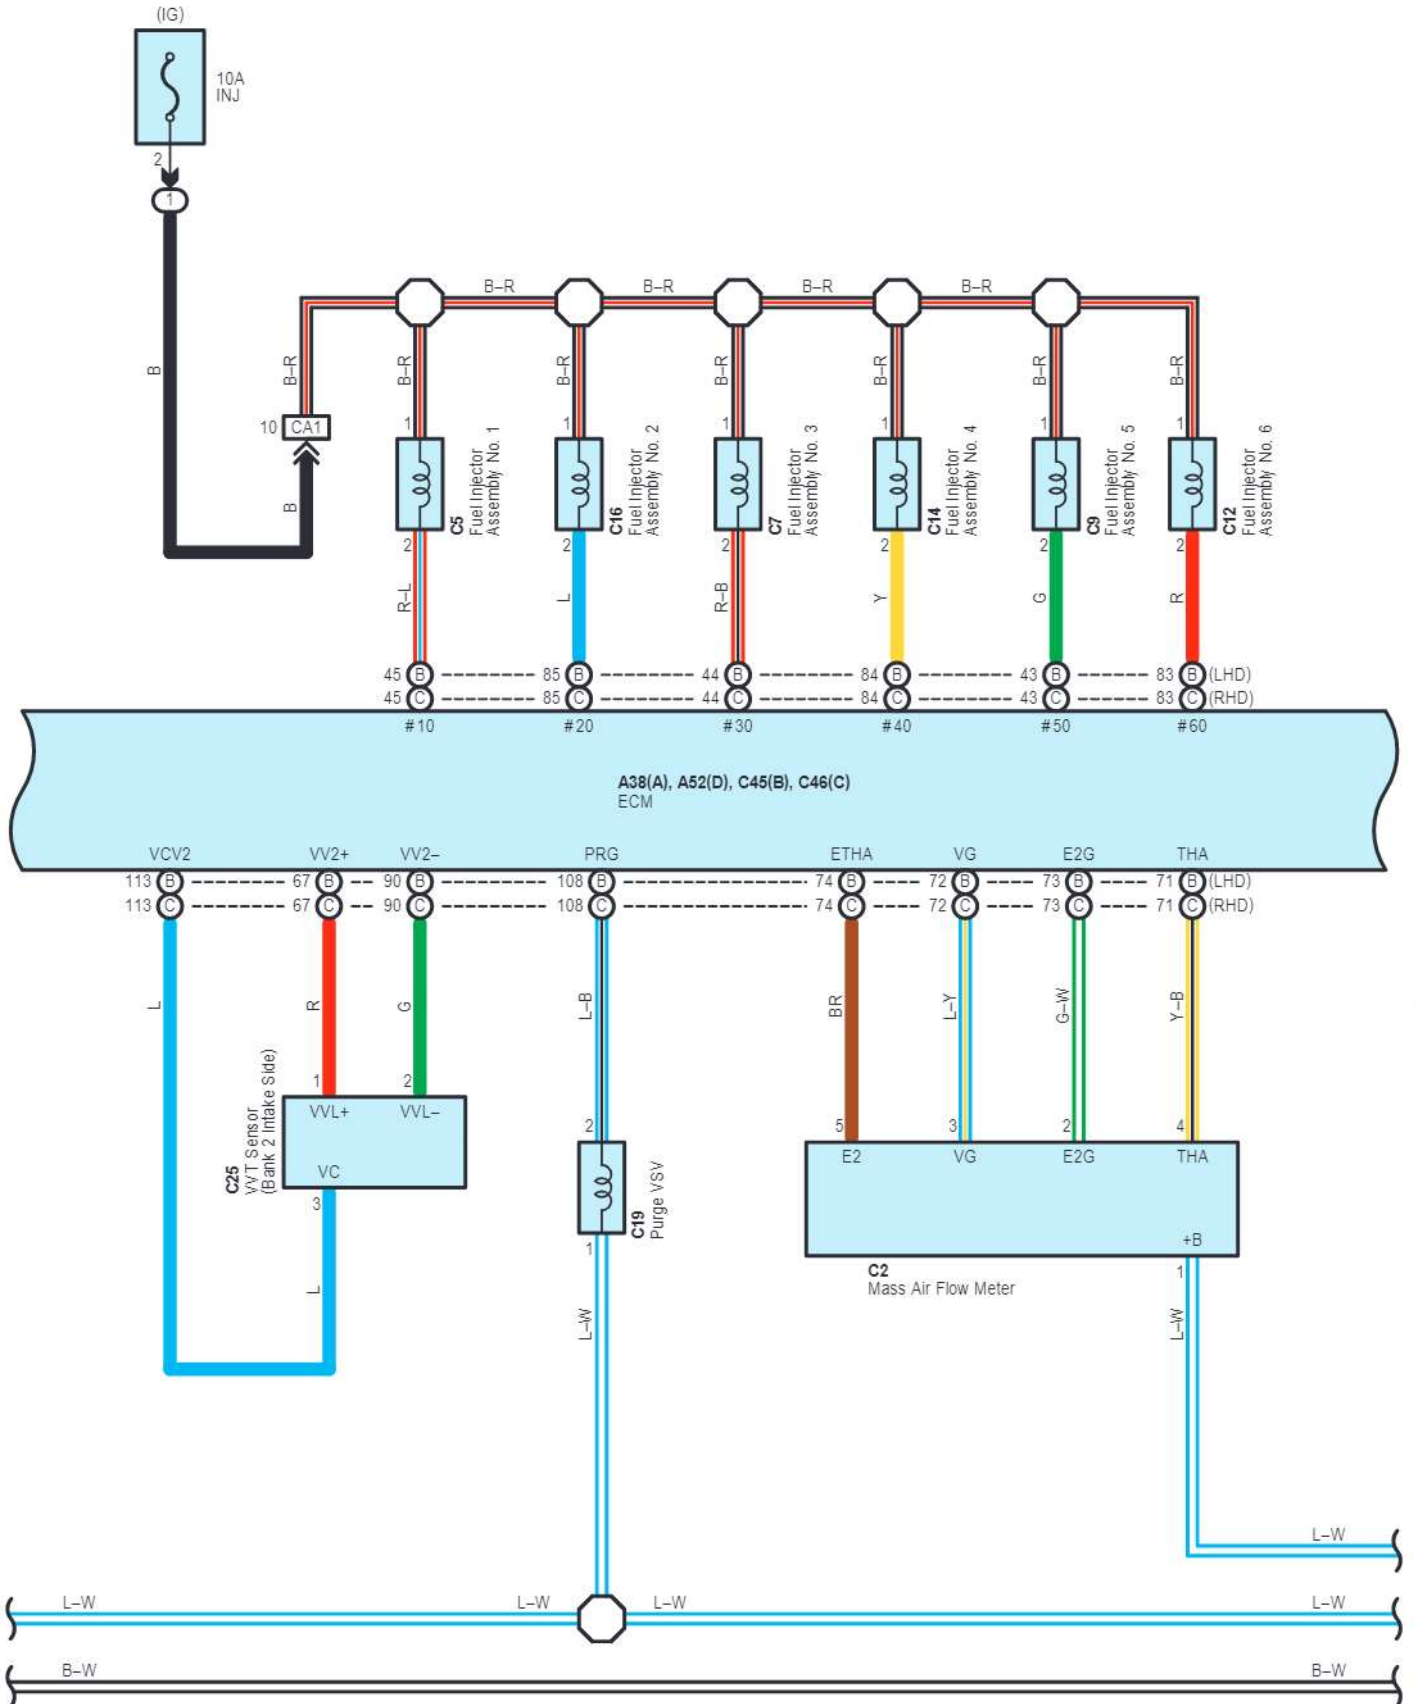 (IG)
10A
INJ
2
1
B
B–R
B–R
B–R
B–R
B–R
B–R
B–R
B–R
B–R
B–R
B–R
10
CA1
B
1
1
1
1
1
1
C5
Fuel Injector
Assembly No. 1
C16
Fuel Injector
Assembly No. 2
C7
Fuel Injector
Assembly No. 3
C14
Fuel Injector
Assembly No. 4
C9
Fuel Injector
Assembly No. 5
C12
Fuel Injector
Assembly No. 6
2
2
2
2
2
2
R–L
L
R–B
Y
G
R
45 B 85 B 44 B 84 B 43 B 83 B (LHD)
45 C 85 C 44 C 84 C 43 C 83 C (RHD)
#10 #20 #30 #40 #50 #60
A38(A), A52(D), C45(B), C46(C)
ECM
VCV2 VV2+ VV2– PRG ETHA VG E2G THA
113 B 67 B 90 B 108 B 74 B 72 B 73 B 71 B (LHD)
113 C 67 C 90 C 108 C 74 C 72 C 73 C 71 C (RHD)
L
R
G
L–B
BR
L–Y
G–W
Y–B
1
2
VVL+ VVL–
VC
3
C25
VVT Sensor
(Bank 2 Intake Side)
L
2
1
C19
Purge VSV
L–W
5 3 2 4
E2 VG E2G THA
+B
1
C2
Mass Air Flow Meter
L–W
L–W
L–W L–W L–W L–W
B–W B–W